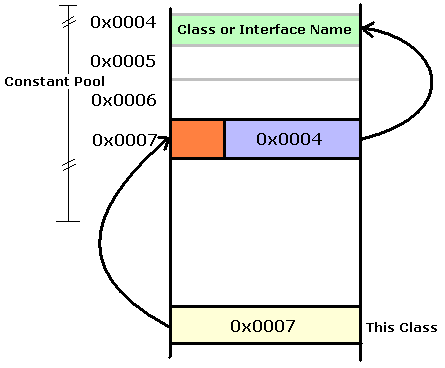 0x0004
Class or Interface Name
0x0005
Constant Pool
0x0006
0x0007
0x0004
0x0007
This Class